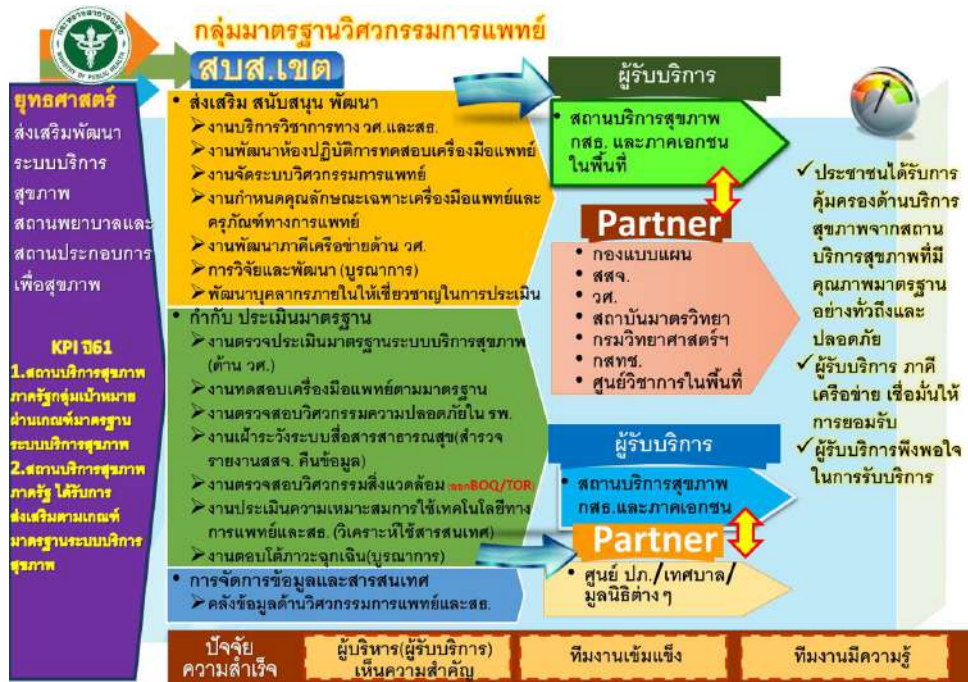 กระทรวงสาธารณสุข
MINISTRY OF PUBLIC HEALTH
กลุ่มมาตรฐานวิศวกรรมการแพทย์
สบส.เขต
ยุทธศาสตร์
ส่งเสริมพัฒนา
ระบบบริการ
สุขภาพ
สถานพยาบาลและ
สถานประกอบการ
เพื่อสุขภาพ
KPI ปี61
1.สถานบริการสุขภาพ
ภาครัฐกลุ่มเป้าหมาย
ผ่านเกณฑ์มาตรฐาน
ระบบบริการสุขภาพ
2.สถานบริการสุขภาพ
ภาครัฐ ได้รับการ
ส่งเสริมตามเกณฑ์
มาตรฐานระบบบริการ
สุขภาพ
• ส่งเสริม สนับสนุน พัฒนา
➢งานบริการวิชาการทาง วศ.และสธ.
➢งานพัฒนาห้องปฏิบัติการทดสอบเครื่องมือแพทย์
➢งานจัดระบบวิศวกรรมการแพทย์
➢งานกำหนดคุณลักษณะเฉพาะเครื่องมือแพทย์และ
ครุภัณฑ์ทางการแพทย์
➢งานพัฒนาภาคีเครือข่ายด้าน วศ.
➢การวิจัยและพัฒนา (บูรณาการ)
➢พัฒนาบุคลากรภายในให้เชี่ยวชาญในการประเมิน
• กำกับ ประเมินมาตรฐาน
➢งานตรวจประเมินมาตรฐานระบบบริการสุขภาพ
(ด้าน วศ.)
➢งานทดสอบเครื่องมือแพทย์ตามมาตรฐาน
➢งานตรวจสอบวิศวกรรมความปลอดภัยใน รพ.
➢งานเฝ้าระวังระบบสื่อสารสาธารณสุข(สำรวจ
รายงานสสจ. คืนข้อมูล)
➢งานตรวจสอบวิศวกรรมสิ่งแวดล้อม (ออกBOQ/TOR)
➢งานประเมินความเหมาะสมการใช้เทคโนโลยีทาง
การแพทย์และสธ. (วิเคราะห์ใช้สารสนเทศ)
➢งานตอบโต้ภาวะฉุกเฉิน(บูรณาการ)
• การจัดการข้อมูลและสารสนเทศ
➢คลังข้อมูลด้านวิศวกรรมการแพทย์และสธ.
ผู้รับบริการ
• สถานบริการสุขภาพ
กสธ. และภาคเอกชน
ในพื้นที่
Partner
• กองแบบแผน
• สสจ.
• วศ.
• สถาบันมาตรวิทยา
• กรมวิทยาศาสตร์ฯ
• กสทช.
• ศูนย์วิชาการในพื้นที่
ผู้รับบริการ
• สถานบริการสุขภาพ
กสธ.และภาคเอกชน
Partner
• ศูนย์ ปภ./เทศบาล/
มูลนิธิต่างๆ
✓ประชาชนได้รับการ
คุ้มครองด้านบริการ
สุขภาพจากสถาน
บริการสุขภาพที่มี
คุณภาพมาตรฐาน
อย่างทั่วถึงและ
ปลอดภัย
✓ผู้รับบริการ ภาคี
เครือข่าย เชื่อมั่นให้
การยอมรับ
✓ผู้รับบริการพึงพอใจ
ในการรับบริการ
ปัจจัย
ความสำเร็จ
ผู้บริหาร(ผู้รับบริการ)
เห็นความสำคัญ
ทีมงานเข้มแข็ง
ทีมงานมีความรู้